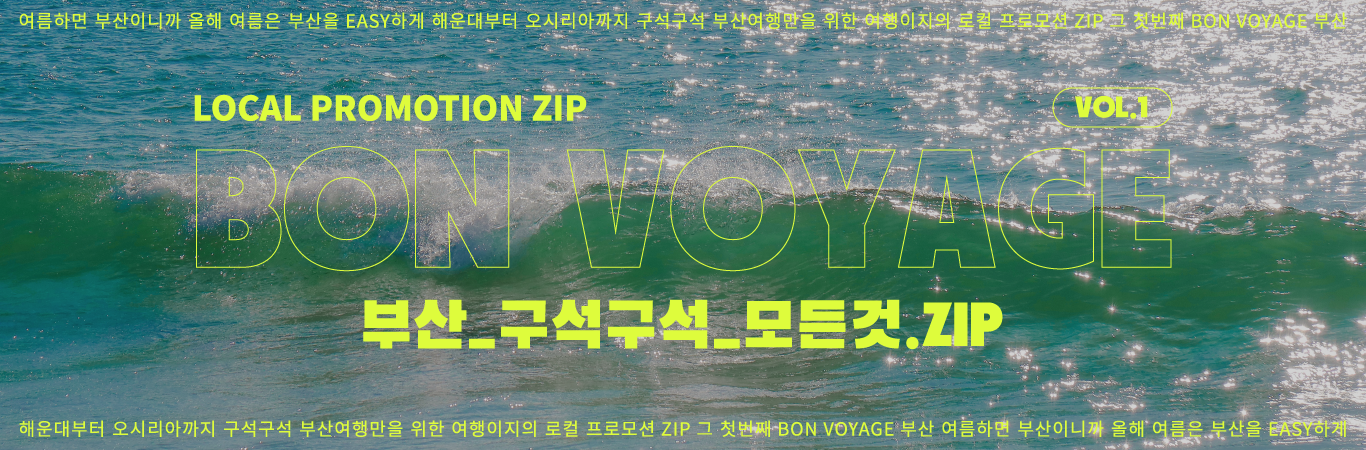 여름하면 부산이니까 올해 여름은 부산을 EASY하게 해운대부터 오시리아까지 구석구석 부산여행만을 위한 여행이지의 로컬 프로모션 ZIP 그 첫번째 BON VOYAGE 부산
LOCAL PROMOTION ZIP
VOL.1
BON VOYAGE
부산_구석구석_모든것.ZIP
해운대부터 오시리아까지 구석구석 부산여행만을 위한 여행이지의 로컬 프로모션 ZIP 그 첫번째 BON VOYAGE 부산 여름하면 부산이니까 올해 여름은 부산을 EASY하게